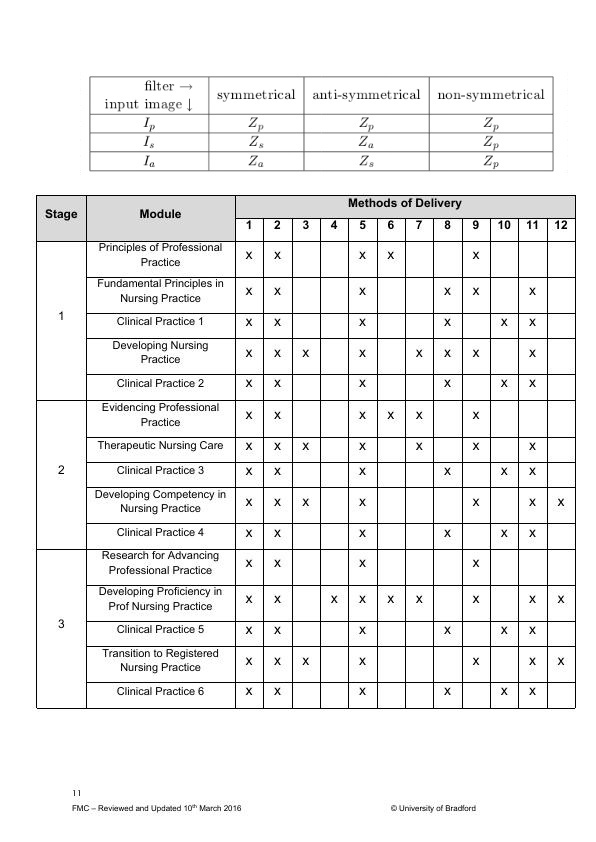 filter → symmetrical anti-symmetrical non-symmetrical
input image ↓
I_p Z_p Z_p Z_p
I_s Z_s Z_a Z_p
I_a Z_a Z_s Z_p
Stage Module Methods of Delivery
1 2 3 4 5 6 7 8 9 10 11 12
1
Principles of Professional
Practice
x x x x x
Fundamental Principles in
Nursing Practice
x x x x x x
Clinical Practice 1 x x x x x x
Developing Nursing
Practice
x x x x x x x x
Clinical Practice 2 x x x x x x
2
Evidencing Professional
Practice
x x x x x x
Therapeutic Nursing Care x x x x x x x
Clinical Practice 3 x x x x x x
Developing Competency in
Nursing Practice
x x x x x x x
Clinical Practice 4 x x x x x x
3
Research for Advancing
Professional Practice
x x x x
Developing Proficiency in
Prof Nursing Practice
x x x x x x x x x
Clinical Practice 5 x x x x x x
Transition to Registered
Nursing Practice
x x x x x x x
Clinical Practice 6 x x x x x x
11
FMC – Reviewed and Updated 10th March 2016 © University of Bradford